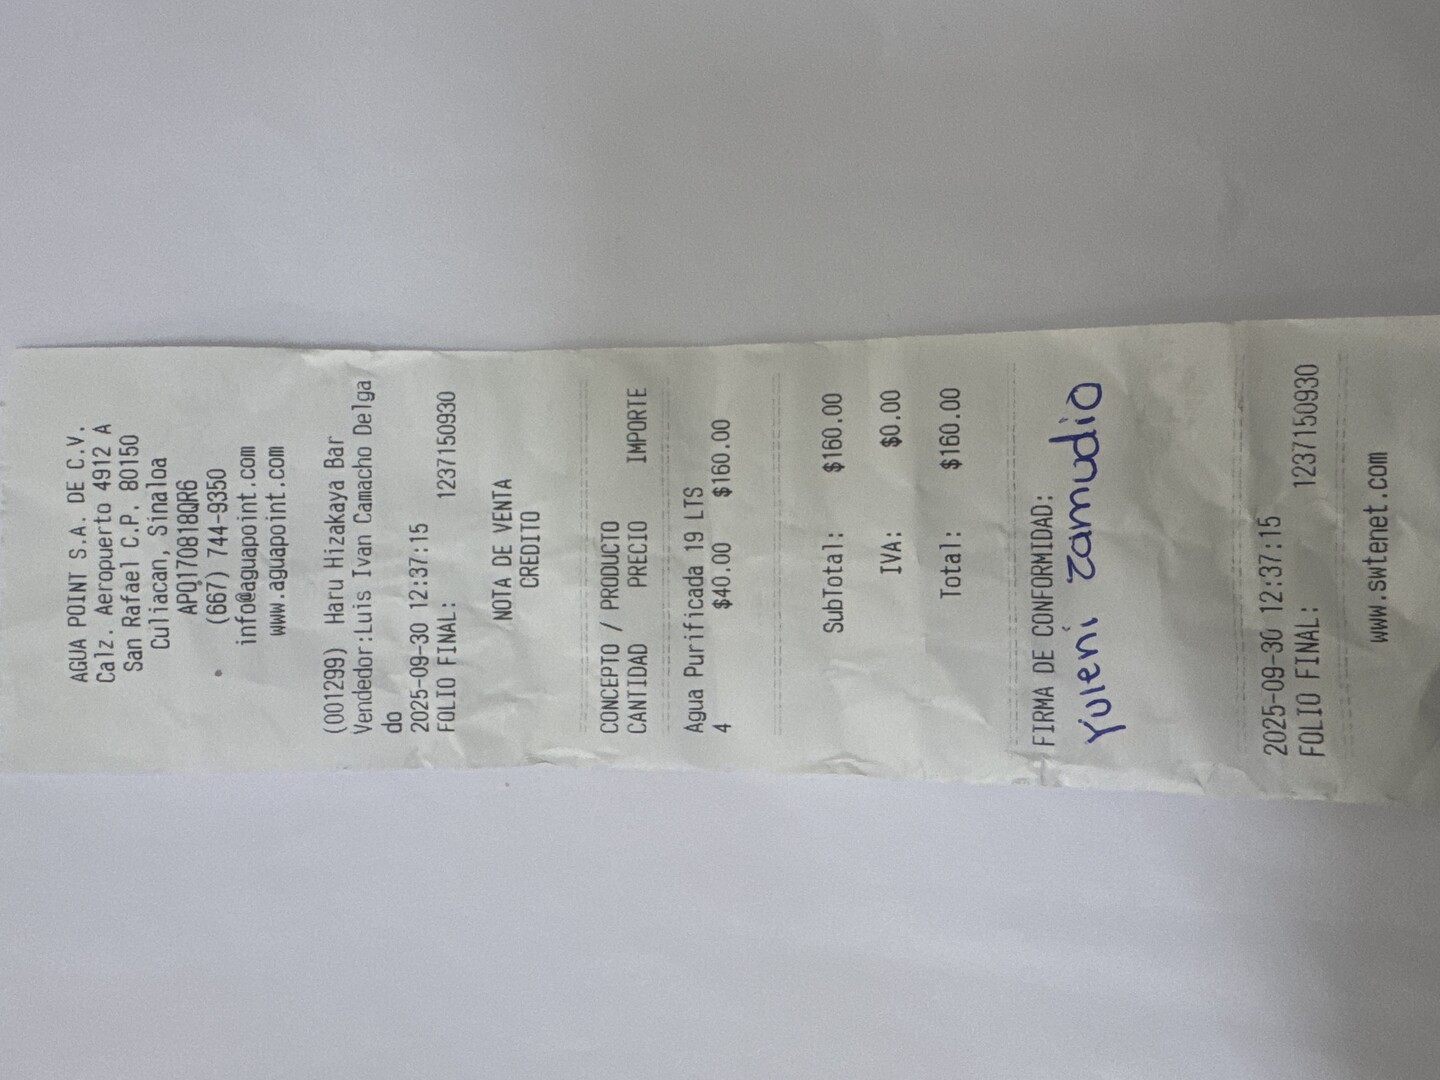 AGUA POINT S.A. DE C.V.
Calz. Aeropuerto 4912 A
San Rafael C.P. 80150
Culiacan, Sinaloa
APO170818QR6
(667) 744-9350
info@aguapoint.com
www.aguapoint.com
(001299) Haru Hizakaya Bar
Vendedor:Luis Ivan Camacho Delga
do
2025-09-30 12:37:15
FOLIO FINAL: 1237150930
NOTA DE VENTA
CREDITO
CONCEPTO / PRODUCTO
CANTIDAD PRECIO IMPORTE
Agua Purificada 19 LTS
4 $40.00 $160.00
SubTotal: $160.00
IVA: $0.00
Total: $160.00
FIRMA DE CONFORMIDAD:
Yuleni Zamudio
2025-09-30 12:37:15
FOLIO FINAL: 1237150930
www.swtenet.com